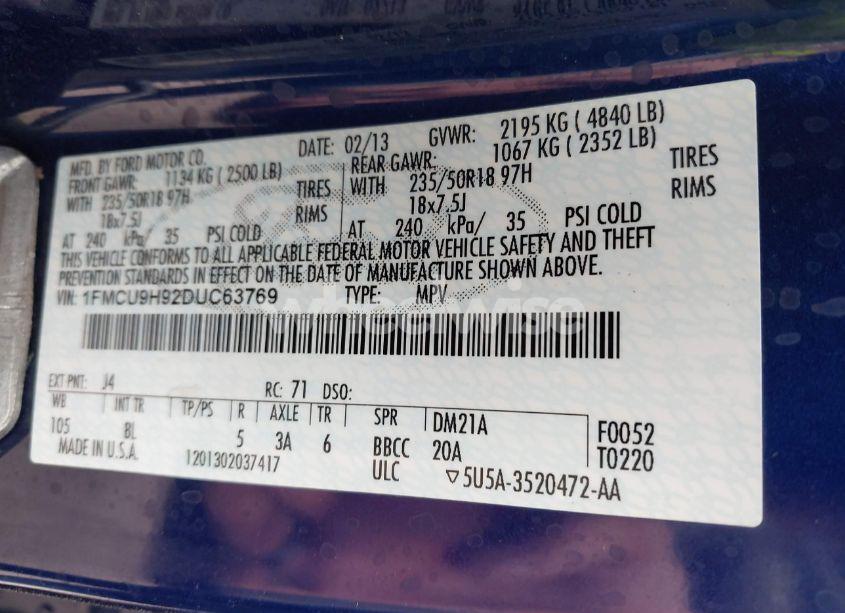 MFD. BY FORD MOTOR CO. DATE: 02/13 GVWR: 2195 KG ( 4840 LB)
FRONT GAWR: 1134 KG ( 2500 LB) REAR GAWR: 1067 KG ( 2352 LB)
WITH 235/50R18 97H TIRES WITH 235/50R18 97H TIRES
18x7.5J RIMS 18x7.5J RIMS
AT 240 kPa/ 35 PSI COLD AT 240 kPa/ 35 PSI COLD
THIS VEHICLE CONFORMS TO ALL APPLICABLE FEDERAL MOTOR VEHICLE SAFETY AND THEFT
PREVENTION STANDARDS IN EFFECT ON THE DATE OF MANUFACTURE SHOWN ABOVE.
VIN: 1FMCU9H92DUC63769 TYPE: MPV
wheelerwise
EXT PNT: J4 RC: 71 DSO:
WB INT TR TP/PS R AXLE TR SPR DM21A F0052
105 BL 5 3A 6 BBCC 20A T0220
MADE IN U.S.A. 1201302037417 ULC ▽5U5A-3520472-AA